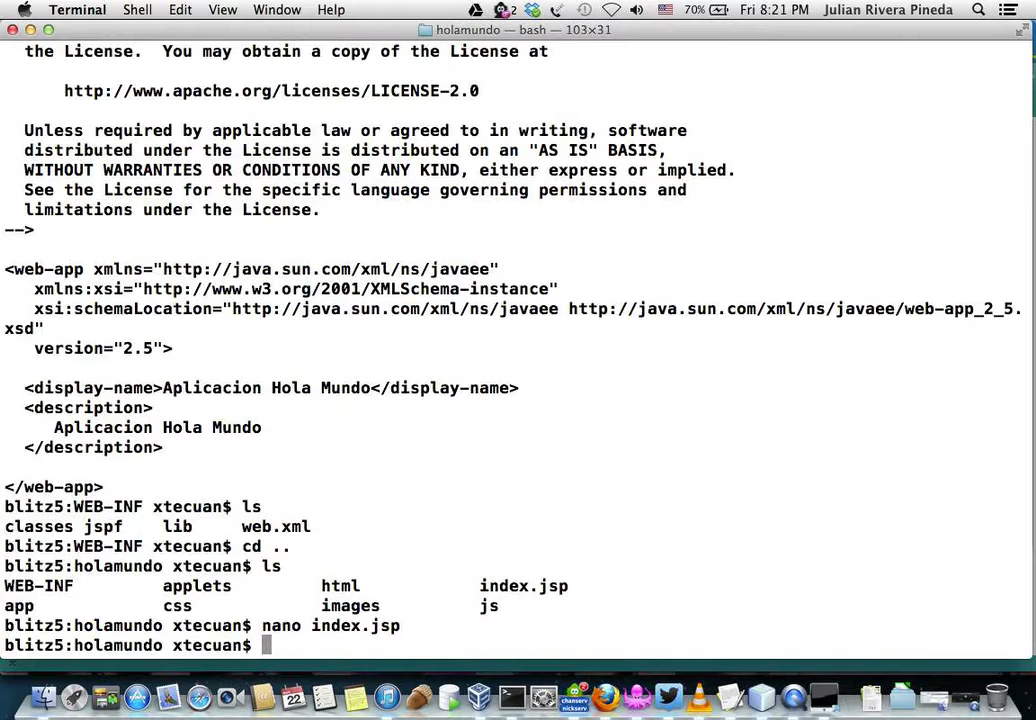 Terminal Shell Edit View Window Help 2 70% Fri 8:21 PM Julian Rivera Pineda
holamundo — bash — 103×31
the License.  You may obtain a copy of the License at
http://www.apache.org/licenses/LICENSE-2.0
Unless required by applicable law or agreed to in writing, software
distributed under the License is distributed on an "AS IS" BASIS,
WITHOUT WARRANTIES OR CONDITIONS OF ANY KIND, either express or implied.
See the License for the specific language governing permissions and
limitations under the License.
-->
<web-app xmlns="http://java.sun.com/xml/ns/javaee"
xmlns:xsi="http://www.w3.org/2001/XMLSchema-instance"
xsi:schemaLocation="http://java.sun.com/xml/ns/javaee http://java.sun.com/xml/ns/javaee/web-app_2_5.
xsd"
version="2.5">
<display-name>Aplicacion Hola Mundo</display-name>
<description>
Aplicacion Hola Mundo
</description>
</web-app>
blitz5:WEB-INF xtecuan$ ls
classes jspf    lib     web.xml
blitz5:WEB-INF xtecuan$ cd ..
blitz5:holamundo xtecuan$ ls
WEB-INF         applets         html            index.jsp
app             css             images          js
blitz5:holamundo xtecuan$ nano index.jsp
blitz5:holamundo xtecuan$
22
chanserv
nickserv